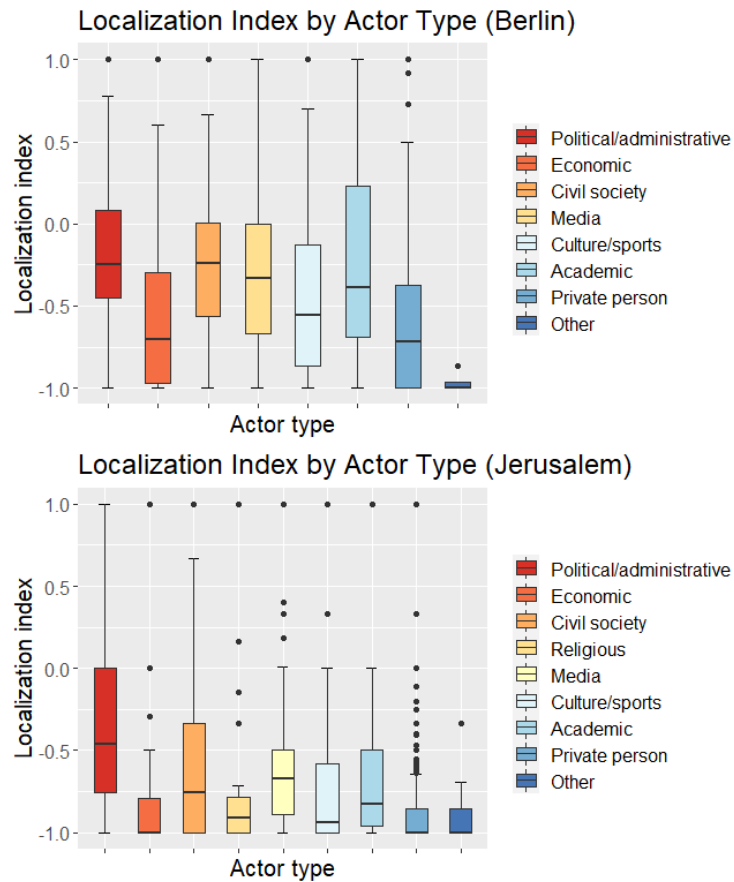 Localization Index by Actor Type (Berlin)
Localization index
1.0
0.5
0.0
-0.5
-1.0
Actor type
Political/administrative
Economic
Civil society
Media
Culture/sports
Academic
Private person
Other
Localization Index by Actor Type (Jerusalem)
Localization index
1.0
0.5
0.0
-0.5
-1.0
Actor type
Political/administrative
Economic
Civil society
Religious
Media
Culture/sports
Academic
Private person
Other